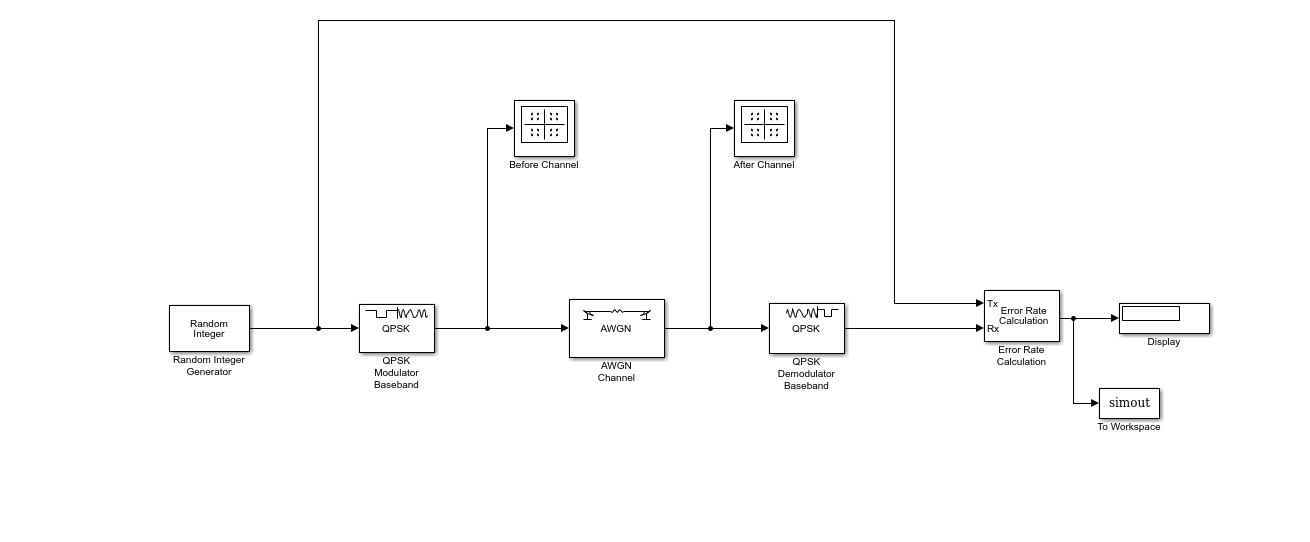 Before Channel
After Channel
Random
Integer
Random Integer
Generator
QPSK
QPSK
Modulator
Baseband
AWGN
AWGN
Channel
QPSK
QPSK
Demodulator
Baseband
Tx
Rx
Error Rate
Calculation
Error Rate
Calculation
Display
simout
To Workspace